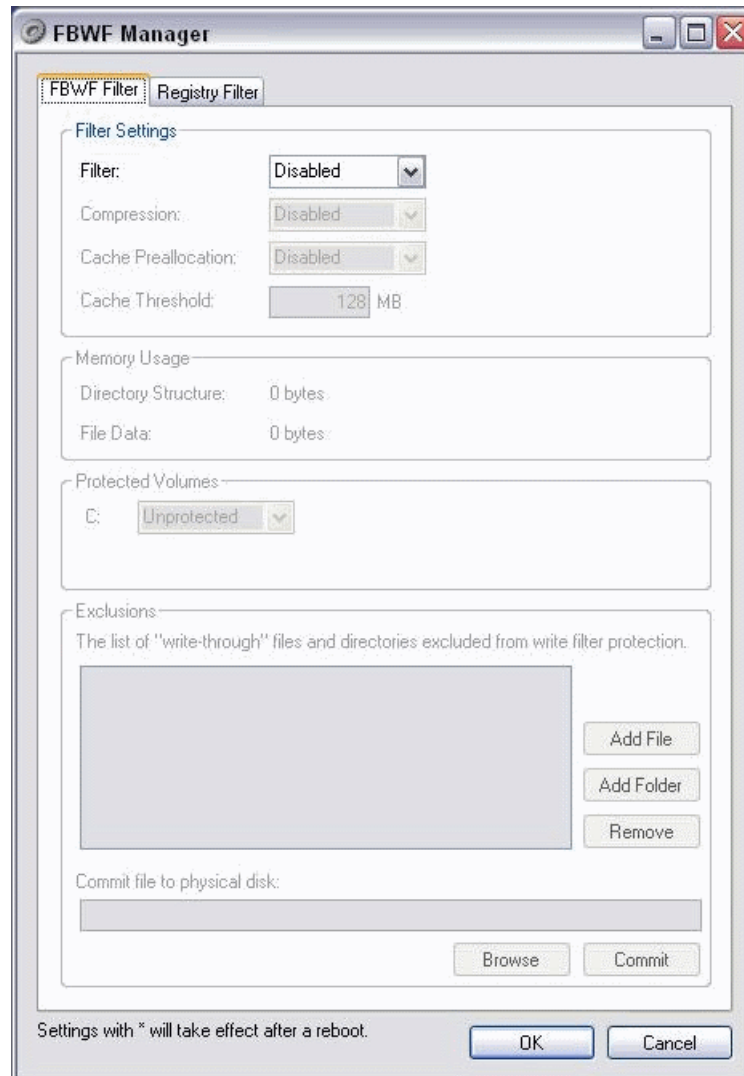 FBWF Manager
FBWF Filter Registry Filter
Filter Settings
Filter: Disabled
Compression: Disabled
Cache Preallocation: Disabled
Cache Threshold: 128 MB
Memory Usage
Directory Structure: 0 bytes
File Data: 0 bytes
Protected Volumes
C: Unprotected
Exclusions
The list of "write-through" files and directories excluded from write filter protection.
Add File
Add Folder
Remove
Commit file to physical disk:
Browse Commit
Settings with * will take effect after a reboot.
OK Cancel